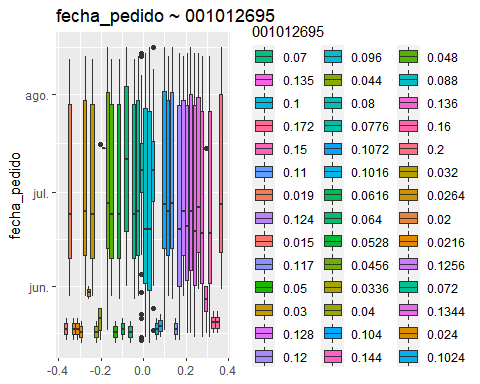 fecha_pedido ~ 001012695
001012695
0.07 0.096 0.048
0.135 0.044 0.088
0.1 0.08 0.136
0.172 0.0776 0.16
0.15 0.1072 0.2
0.11 0.1016 0.032
0.019 0.0616 0.0264
0.124 0.064 0.02
0.015 0.0528 0.0216
0.117 0.0456 0.1256
0.05 0.0336 0.072
0.03 0.04 0.1344
0.128 0.104 0.024
0.12 0.144 0.1024
fecha_pedido
ago.
jul.
jun.
-0.4 -0.2 0.0 0.2 0.4